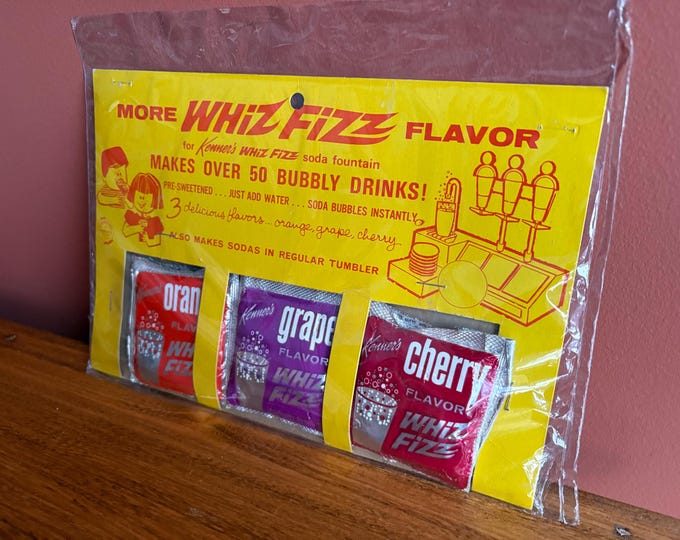 MORE WHIZ FIZZ FLAVOR
for Kenner's WHIZ FIZZ soda fountain
MAKES OVER 50 BUBBLY DRINKS!
PRE-SWEETENED... JUST ADD WATER... SODA BUBBLES INSTANTLY
3 delicious flavors... orange, grape, cherry
ALSO MAKES SODAS IN REGULAR TUMBLER
oran
FLAV
WHIZ
FIZZ
Kenner's
grape
FLAVOR
WHIZ
FIZZ
Kenner's
cherry
FLAVOR
WHIZ
FIZZ